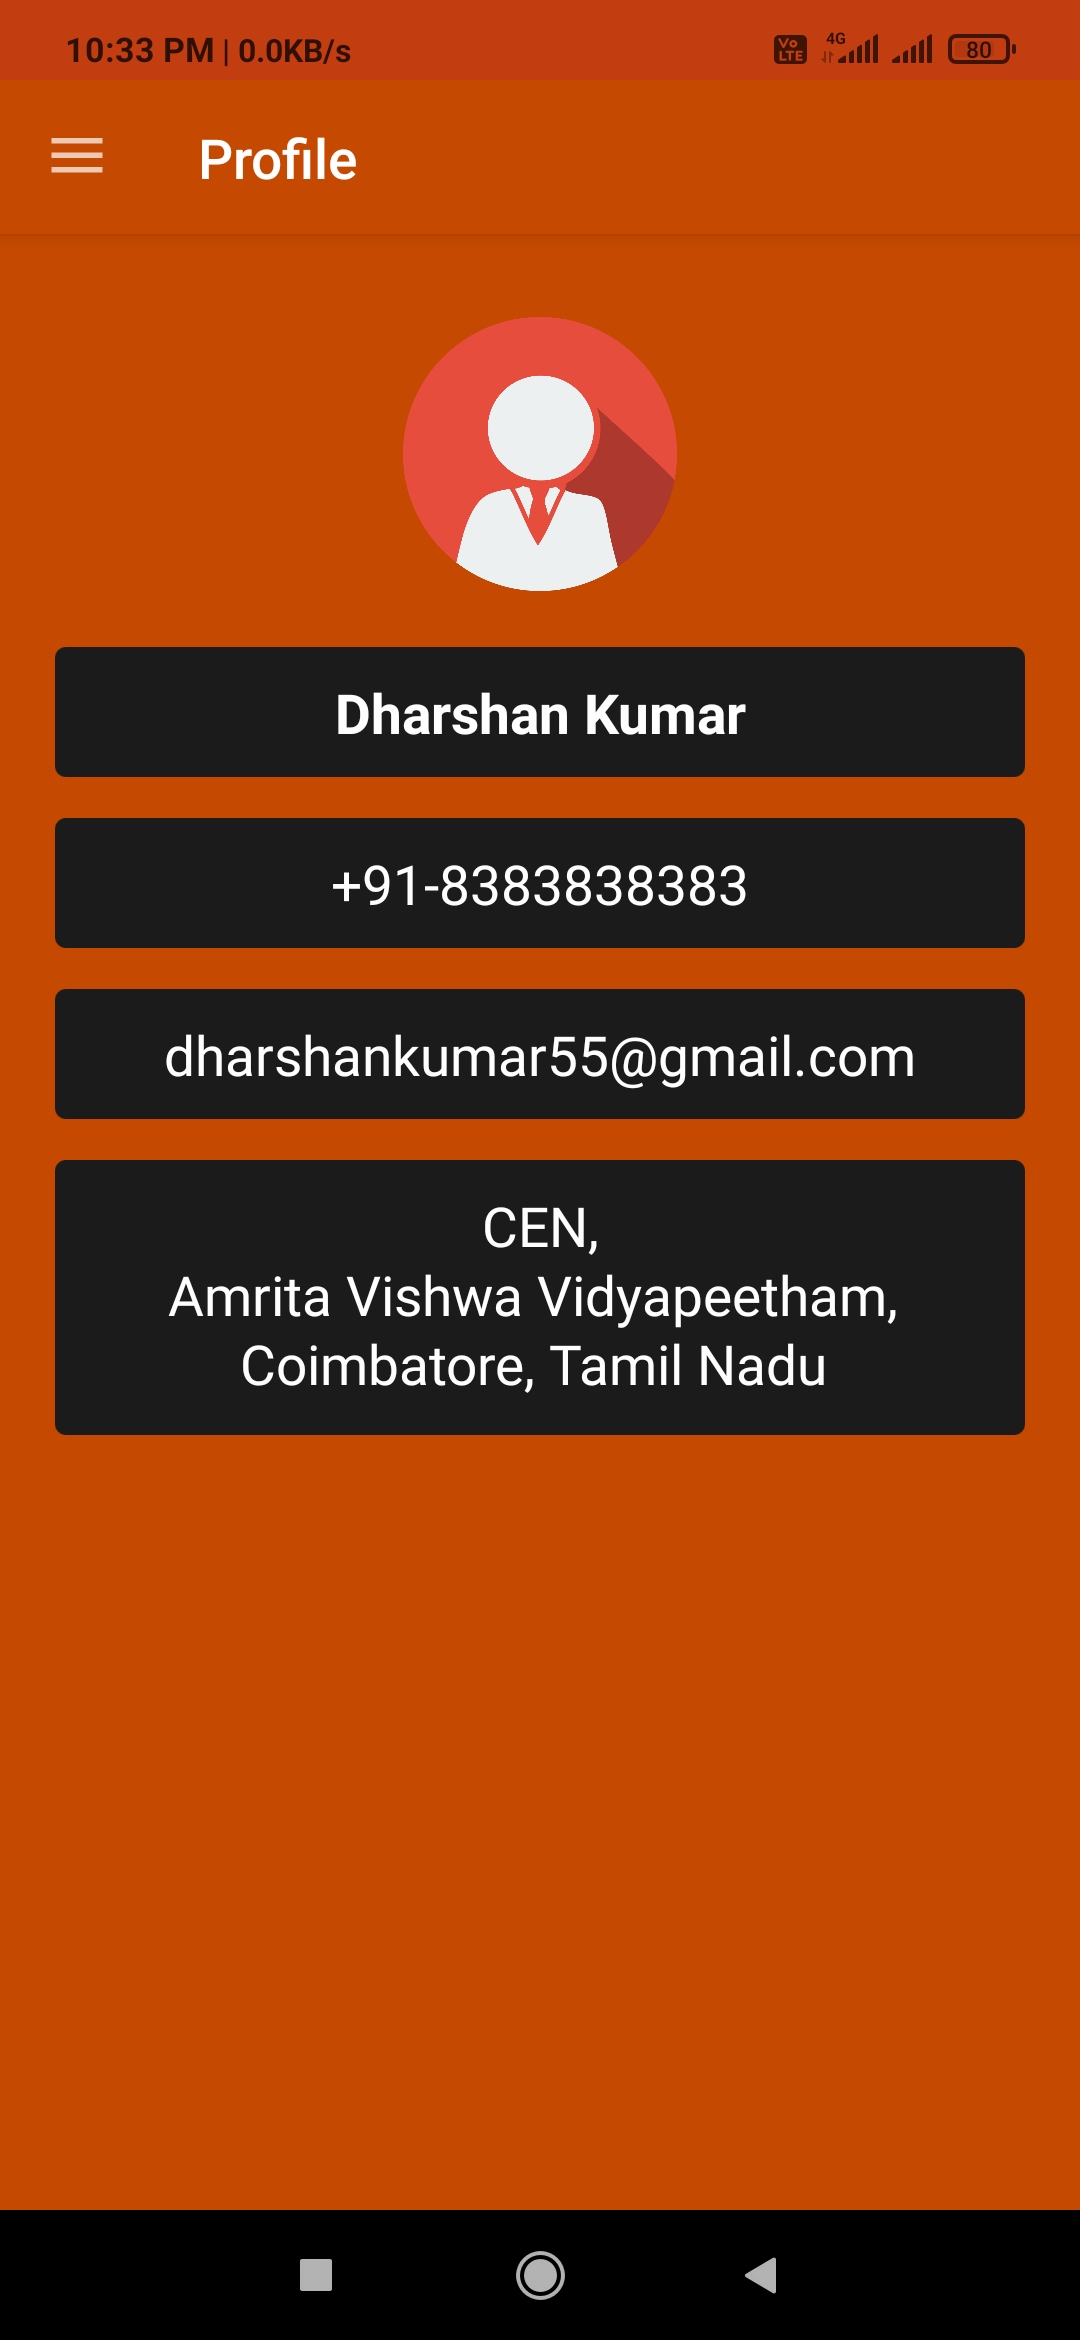 10:33 PM | 0.0KB/s
Vo LTE 4G 80
Profile
Dharshan Kumar
+91-8383838383
dharshankumar55@gmail.com
CEN,
Amrita Vishwa Vidyapeetham,
Coimbatore, Tamil Nadu